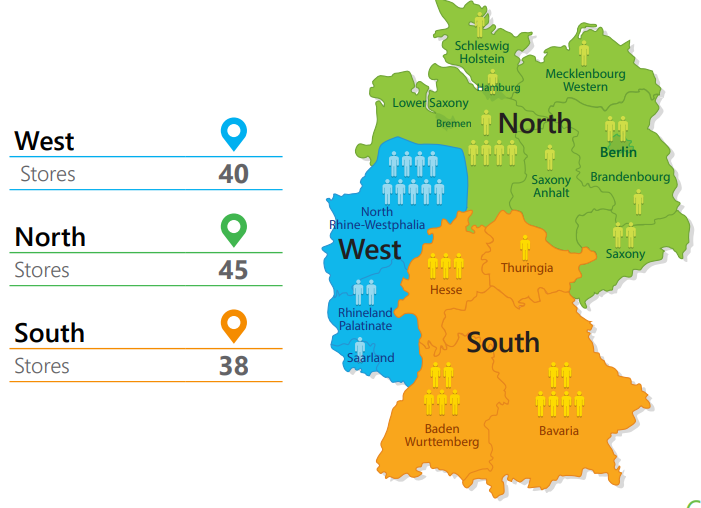 West
Stores 40
North
Stores 45
South
Stores 38
Schleswig
Holstein
Hamburg
Mecklenbourg
Western
Lower Saxony
Bremen
North
Berlin
Brandenbourg
Saxony
Anhalt
Saxony
North
Rhine-Westphalia
West
Rhineland
Palatinate
Saarland
Hesse
Thuringia
South
Baden
Wurttemberg
Bavaria